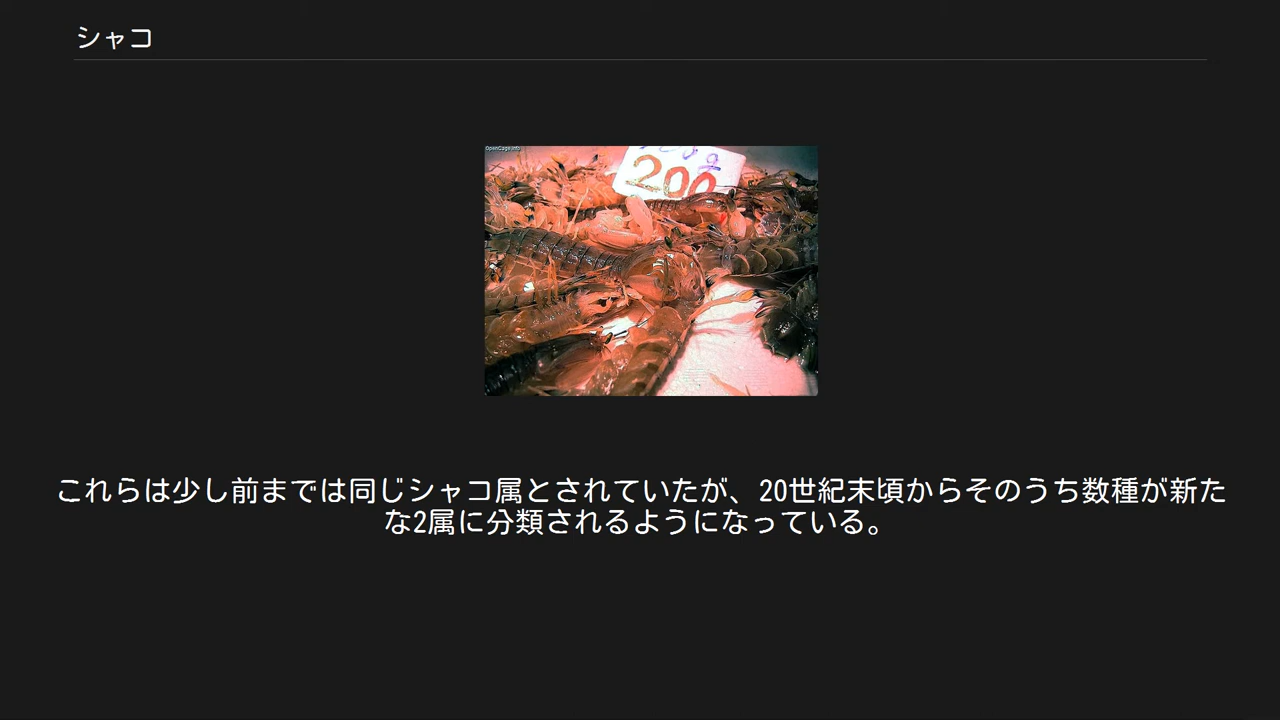 シャコ
OpenCage.info
200
これらは少し前までは同じシャコ属とされていたが、20世紀末頃からそのうち数種が新た
な2属に分類されるようになっている。